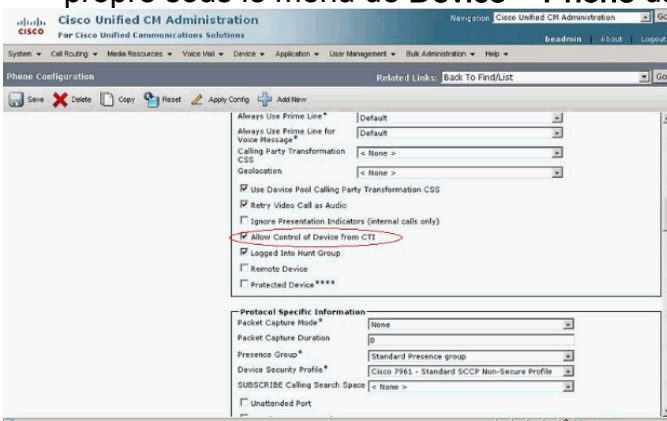 propre sous le menu de Device > Phone de
Cisco Unified CM Administration
For Cisco Unified Communications Solutions
Navigation Cisco Unified CM Administration Go
beadmin About Logout
System Call Routing Media Resources Voice Mail Device Application User Management Bulk Administration Help
Phone Configuration Related Links: Back To Find/List Go
Save Delete Copy Reset Apply Config Add New
Always Use Prime Line* Default
Always Use Prime Line for Voice Message* Default
Calling Party Transformation CSS < None >
Geolocation < None >
Use Device Pool Calling Party Transformation CSS
Retry Video Call as Audio
Ignore Presentation Indicators (internal calls only)
Allow Control of Device from CTI
Logged Into Hunt Group
Remote Device
Protected Device****
Protocol Specific Information
Packet Capture Mode* None
Packet Capture Duration 0
Presence Group* Standard Presence group
Device Security Profile* Cisco 7961 - Standard SCCP Non-Secure Profile
SUBSCRIBE Calling Search Space < None >
Unattended Port